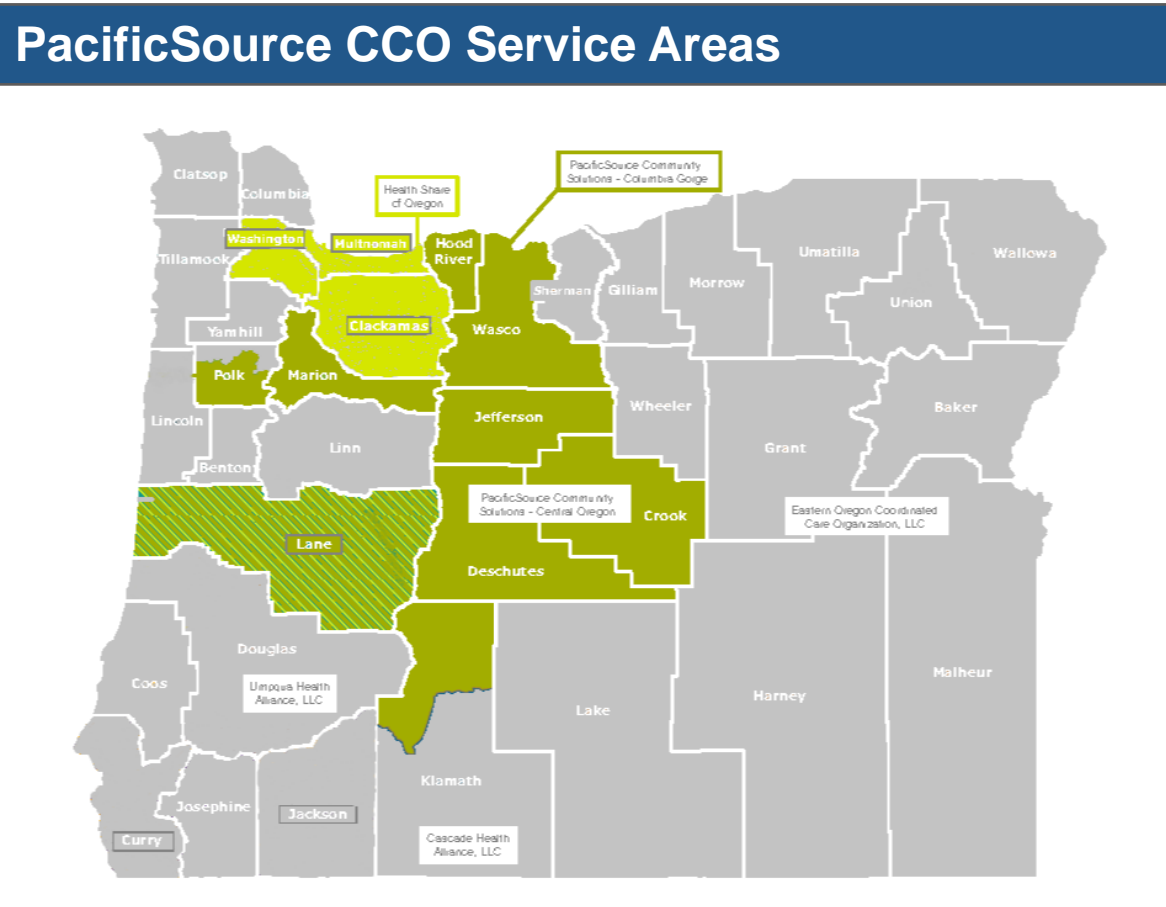 PacificSource CCO Service Areas
PacificSource Community
Solutions - Columbia Gorge
Clatsop
Columbia
Health Share
of Oregon
Washington
Multnomah
Hood
River
Tillamook
Umatilla
Wallowa
Sherman
Gilliam
Morrow
Union
Yamhill
Clackamas
Wasco
Polk
Marion
Lincoln
Jefferson
Wheeler
Baker
Linn
Grant
Benton
PacificSource Community
Solutions - Central Oregon
Crook
Eastern Oregon Coordinated
Care Organization, LLC
Lane
Deschutes
Douglas
Coos
Umpqua Health
Alliance, LLC
Malheur
Harney
Lake
Klamath
Josephine
Jackson
Curry
Cascade Health
Alliance, LLC